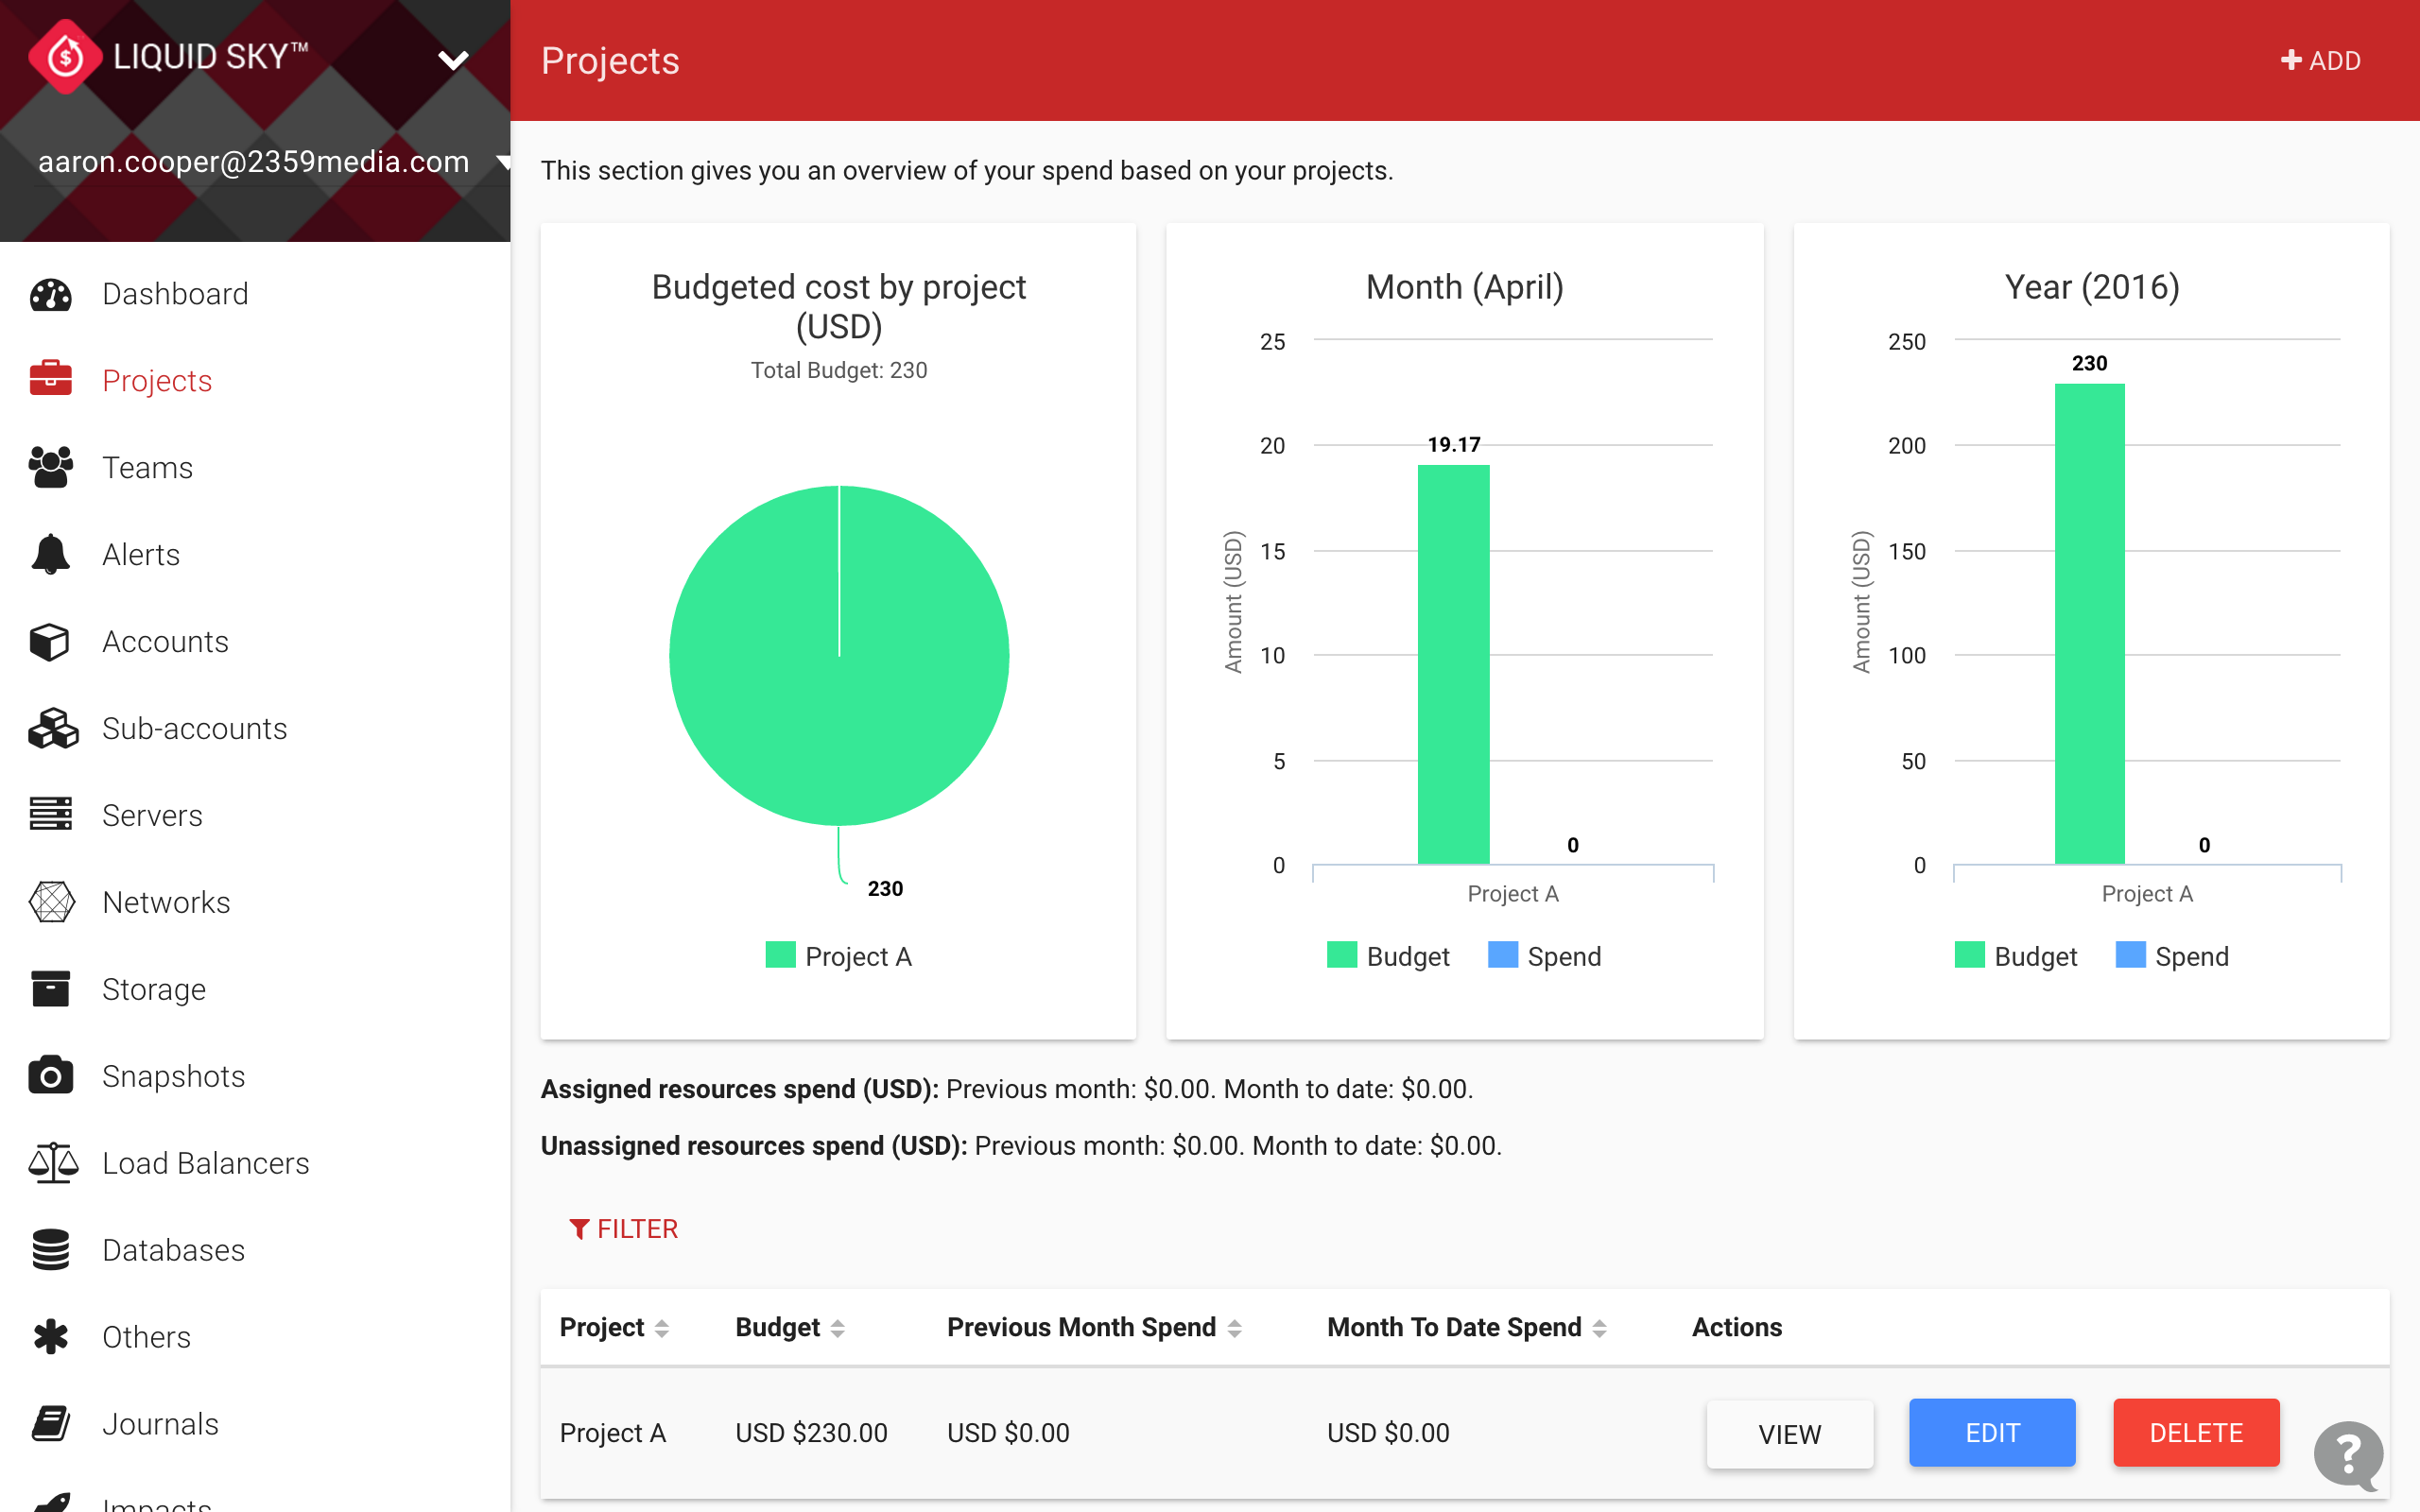 LIQUID SKY™
aaron.cooper@2359media.com
Dashboard
Projects
Teams
Alerts
Accounts
Sub-accounts
Servers
Networks
Storage
Snapshots
Load Balancers
Databases
Others
Journals
Impacts
Projects
ADD
This section gives you an overview of your spend based on your projects.
Budgeted cost by project
(USD)
Total Budget: 230
230
Project A
Month (April)
Amount (USD)
25
20
15
10
5
0
19.17
0
Project A
Budget Spend
Year (2016)
Amount (USD)
250
200
150
100
50
0
230
0
Project A
Budget Spend
Assigned resources spend (USD): Previous month: $0.00. Month to date: $0.00.
Unassigned resources spend (USD): Previous month: $0.00. Month to date: $0.00.
FILTER
Project Budget Previous Month Spend Month To Date Spend Actions
Project A USD $230.00 USD $0.00 USD $0.00 VIEW EDIT DELETE